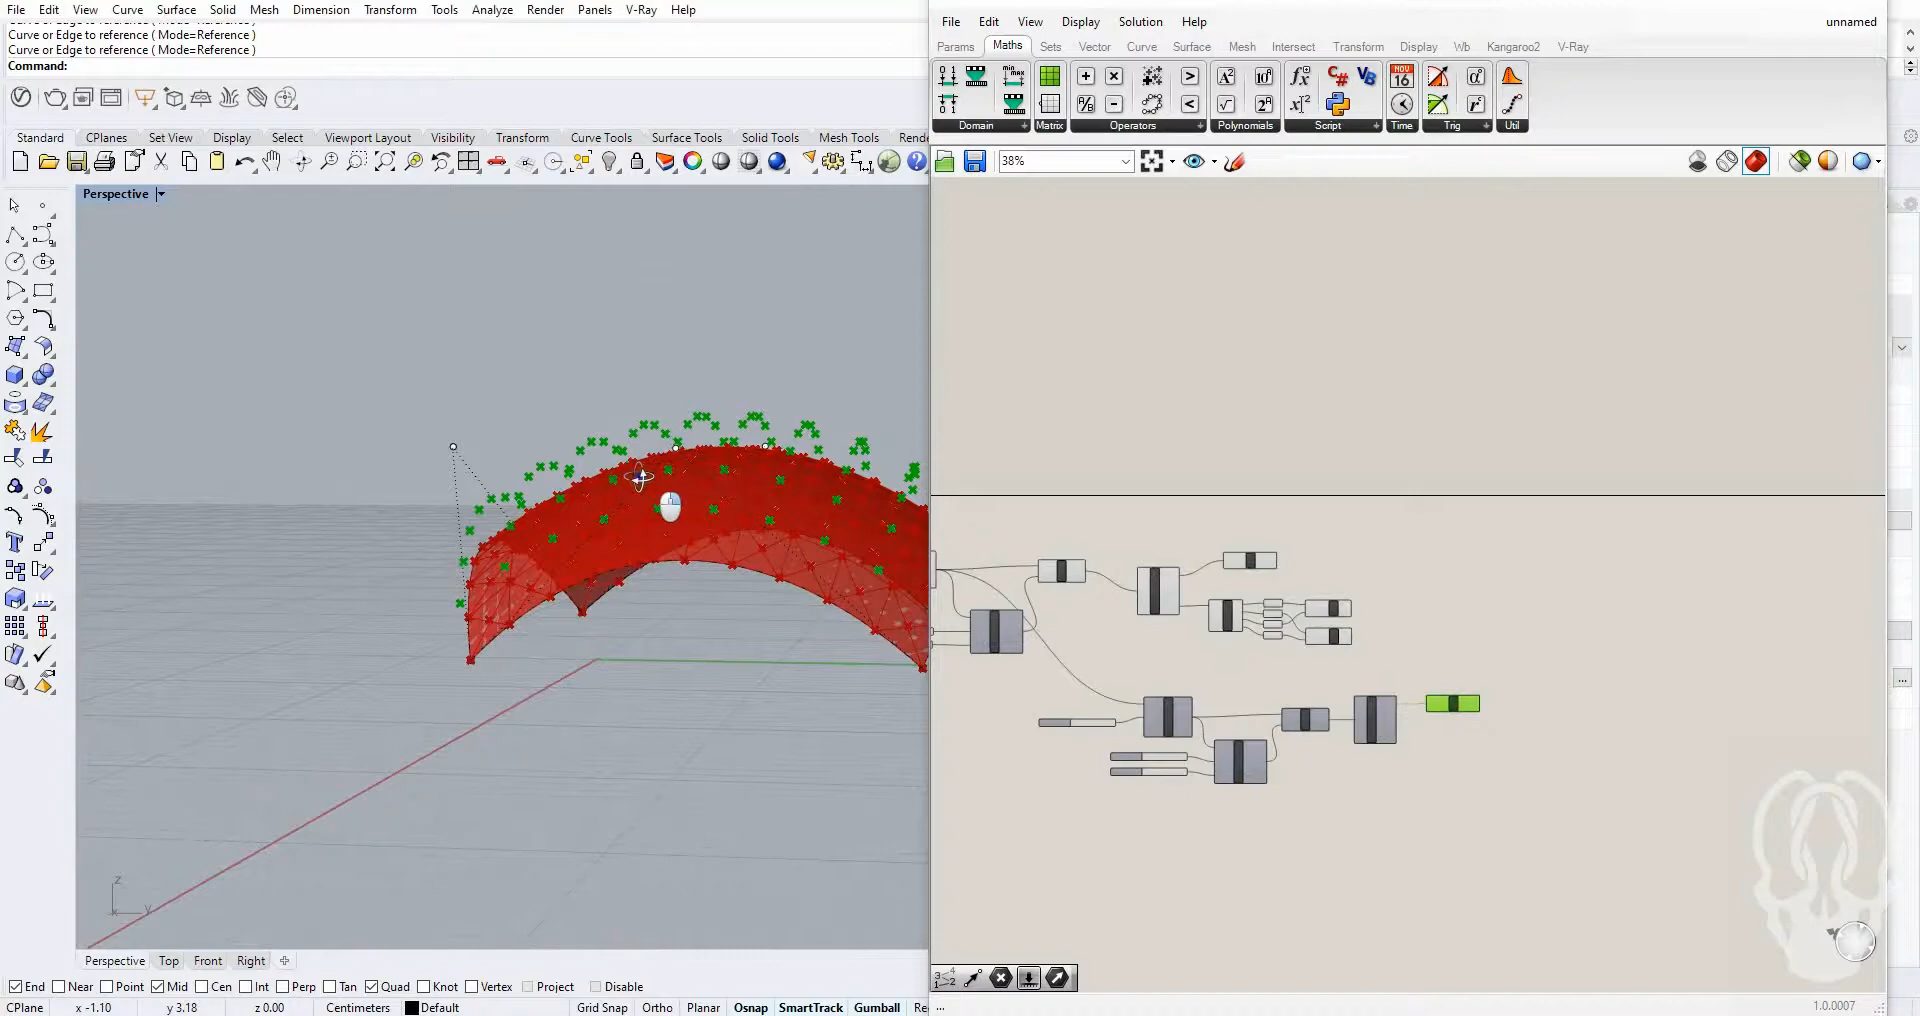 File Edit View Curve Surface Solid Mesh Dimension Transform Tools Analyze Render Panels V-Ray Help
Curve or Edge to reference ( Mode=Reference )
Curve or Edge to reference ( Mode=Reference )
Command:
Standard CPlanes Set View Display Select Viewport Layout Visibility Transform Curve Tools Surface Tools Solid Tools Mesh Tools
Perspective
z
y
x
Perspective Top Front Right
End Near Point Mid Cen Int Perp Tan Quad Knot Vertex Project Disable
CPlane x -1.10 y 3.18 z 0.00 Centimeters Default Grid Snap Ortho Planar Osnap SmartTrack Gumball
File Edit View Display Solution Help unnamed
Params Maths Sets Vector Curve Surface Mesh Intersect Transform Display Wb Kangaroo2 V-Ray
Domain Matrix Operators Polynomials Script Time Trig Util
38%
1.0.0007